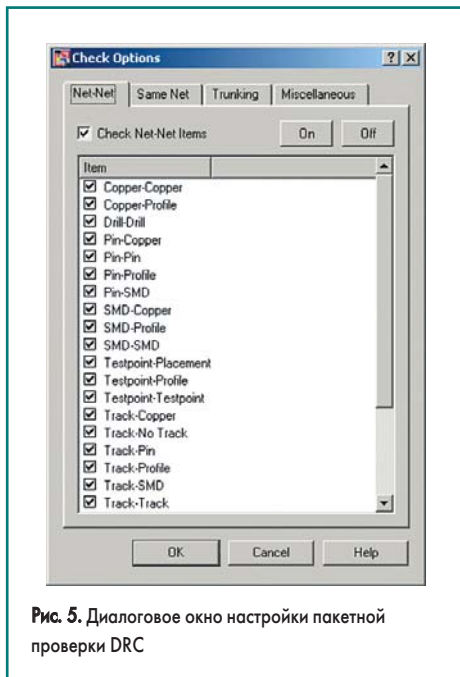 Check Options
Net-Net Same Net Trunking Miscellaneous
Check Net-Net Items On Off
Item
Copper-Copper
Copper-Profile
Drill-Drill
Pin-Copper
Pin-Pin
Pin-Profile
Pin-SMD
SMD-Copper
SMD-Profile
SMD-SMD
Testpoint-Placement
Testpoint-Profile
Testpoint-Testpoint
Track-Copper
Track-No Track
Track-Pin
Track-Profile
Track-SMD
Track-Track
OK Cancel Help
Рис. 5. Диалоговое окно настройки пакетной
проверки DRC